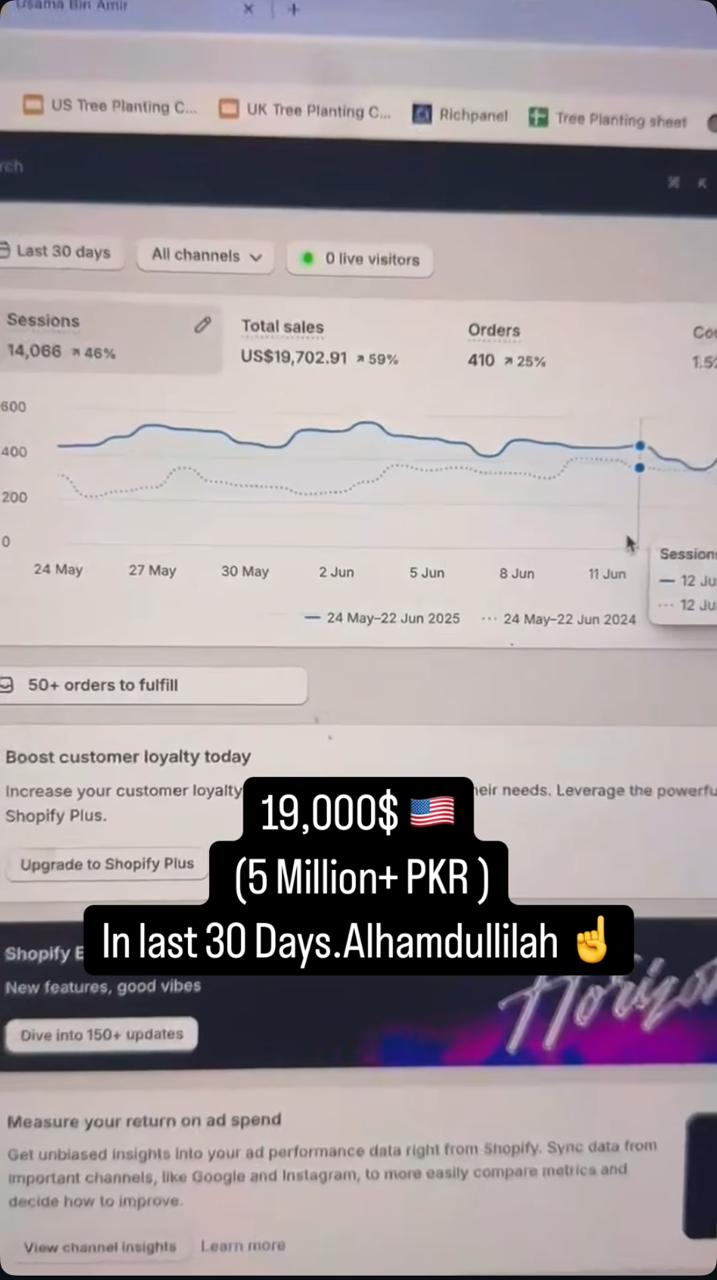 Usama Bin Amir
US Tree Planting C...
UK Tree Planting C...
Richpanel
Tree Planting sheet
rch
⌘ K
Last 30 days
All channels
0 live visitors
Sessions
14,066 ↗ 46%
Total sales
US$19,702.91 ↗ 59%
Orders
410 ↗ 25%
Co
1.5
600
400
200
0
24 May 27 May 30 May 2 Jun 5 Jun 8 Jun 11 Jun
Session
12 Ju
12 Ju
24 May–22 Jun 2025
24 May–22 Jun 2024
50+ orders to fulfill
Boost customer loyalty today
Increase your customer loyalty
heir needs. Leverage the powerfu
Shopify Plus.
Upgrade to Shopify Plus
19,000$ 🇺🇸
(5 Million+ PKR )
In last 30 Days.Alhamdullilah ☝️
Shopify E
New features, good vibes
Dive into 150+ updates
Horizo
Measure your return on ad spend
Get unbiased insights into your ad performance data right from Shopify. Sync data from
important channels, like Google and Instagram, to more easily compare metrics and
decide how to improve.
View channel insights
Learn more